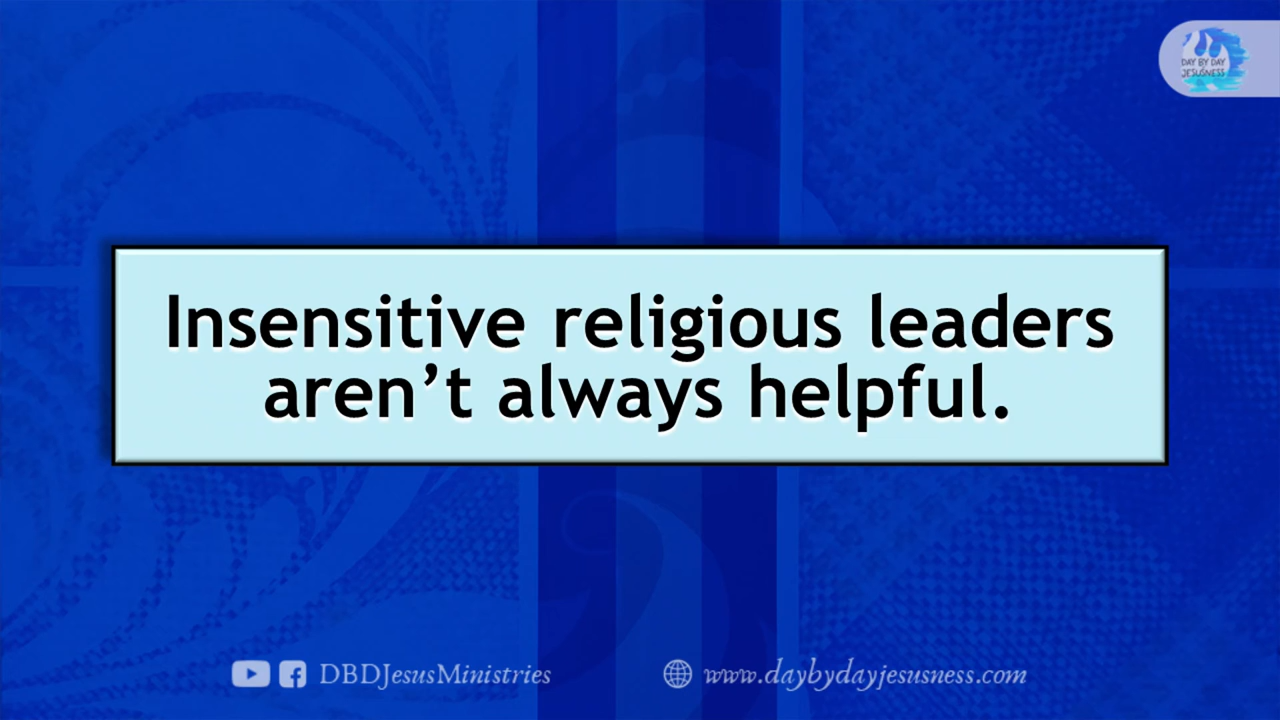 DAY BY DAY
JESUSNESS
Insensitive religious leaders
aren’t always helpful.
DBDJesusMinistries
www.daybydayjesusness.com